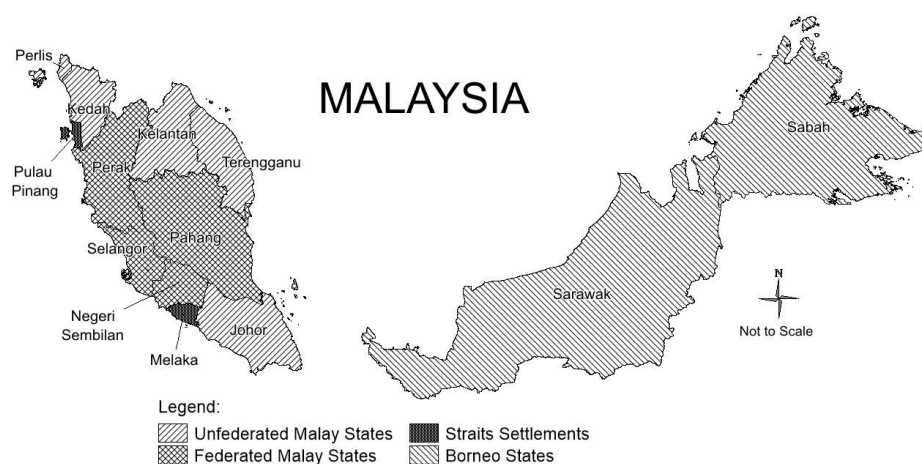 MALAYSIA
Perlis
Kedah
Kelantan
Terengganu
Perak
Pulau
Pinang
Pahang
Selangor
Negeri
Sembilan
Johor
Melaka
Sabah
Sarawak
N
Not to Scale
Legend:
Unfederated Malay States
Straits Settlements
Federated Malay States
Borneo States